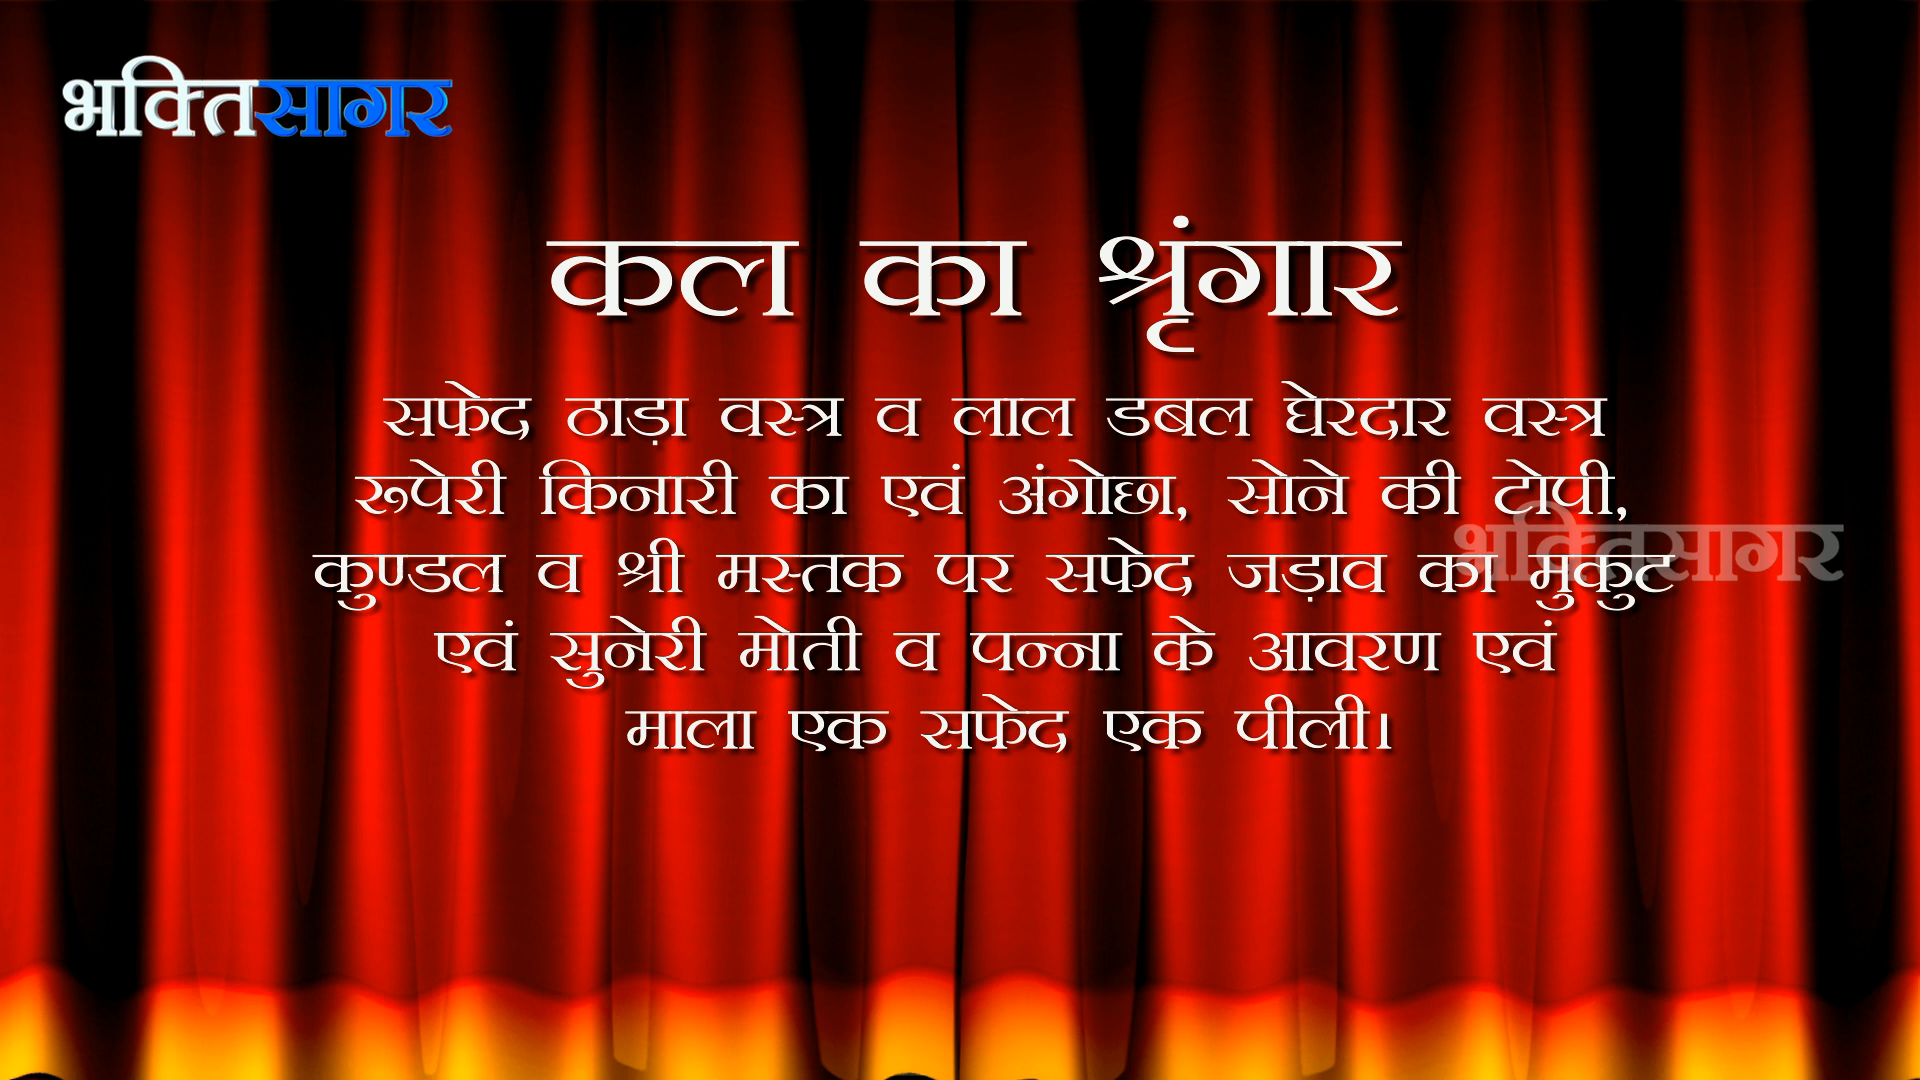 भक्तिसागर
कल का श्रृंगार
सफेद ठाड़ा वस्त्र व लाल डबल घेरदार वस्त्र
रूपेरी किनारी का एवं अंगोछा, सोने की टोपी,
भक्तिसागर
कुण्डल व श्री मस्तक पर सफेद जड़ाव का मुकुट
एवं सुनेरी मोती व पन्ना के आवरण एवं
माला एक सफेद एक पीली।